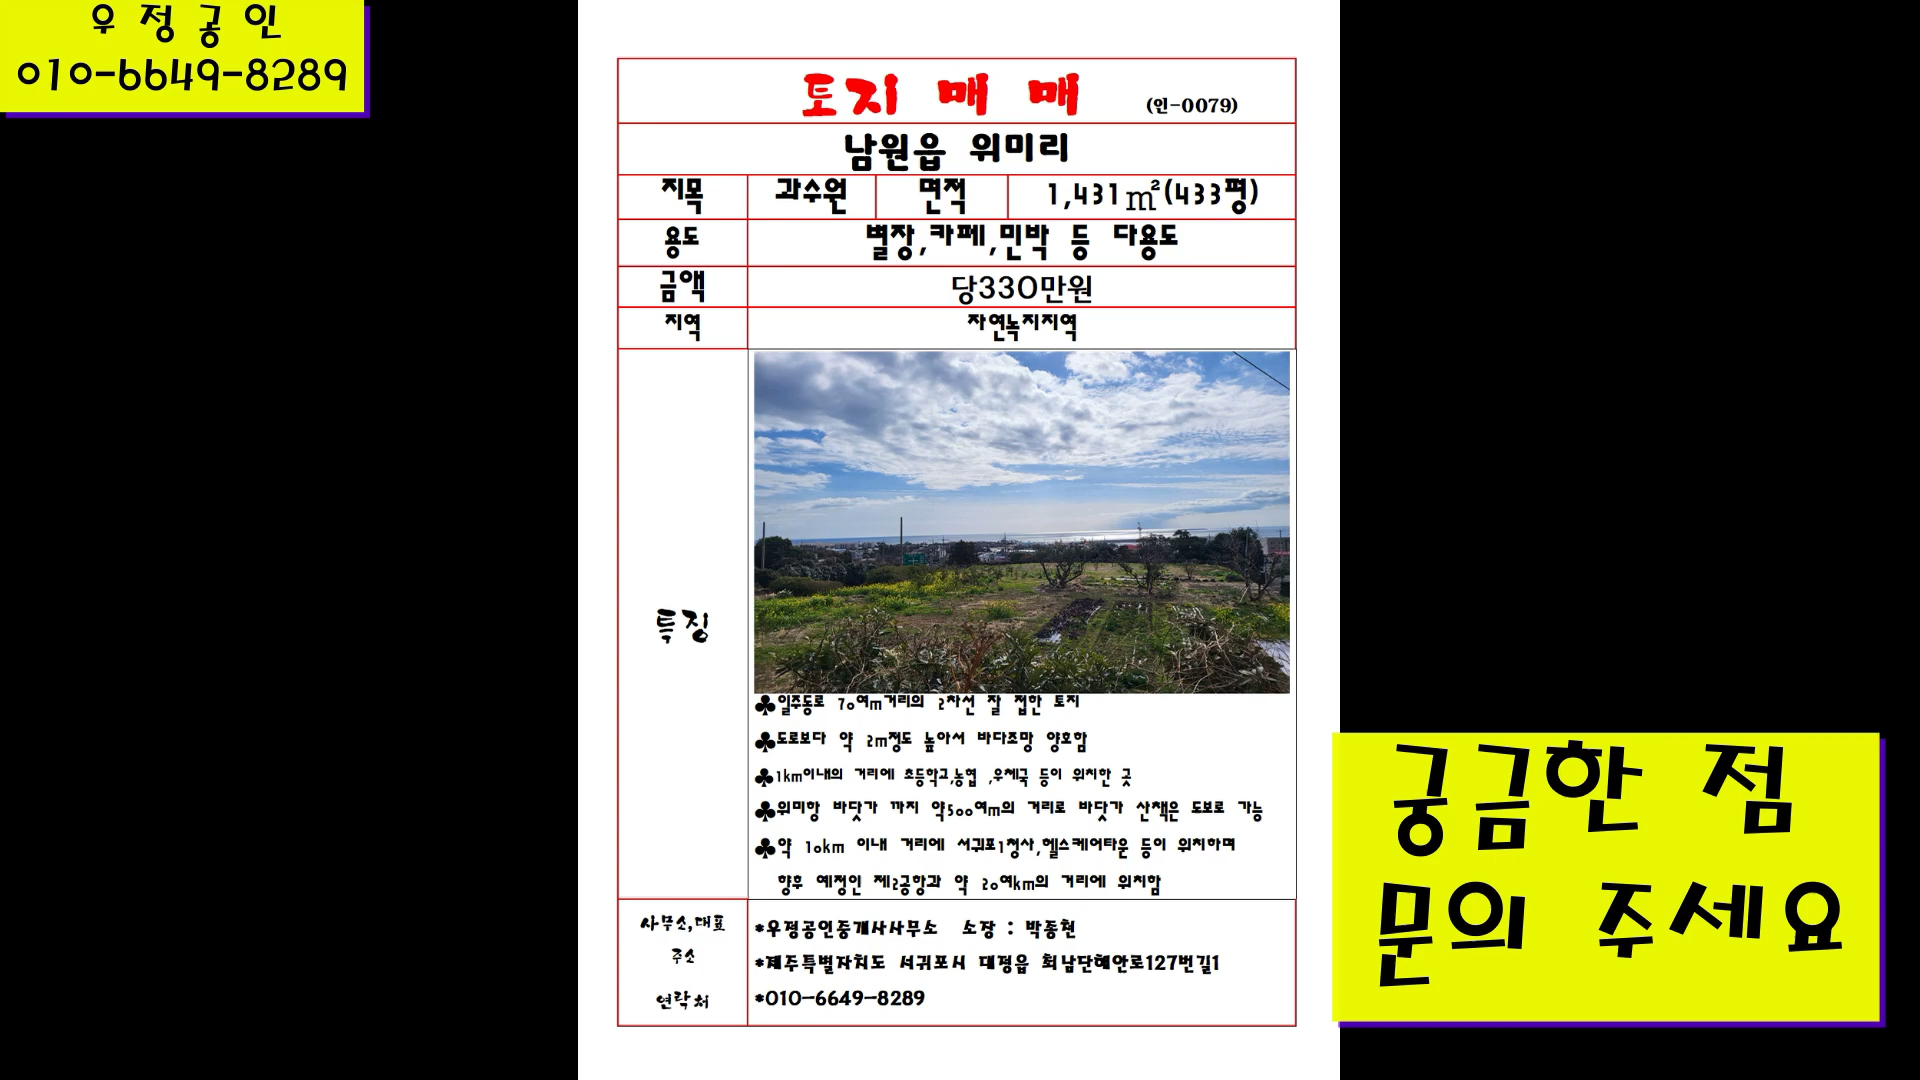 우정공인
010-6649-8289
토지 매 매 (인-0079)
남원읍 위미리
지목 과수원 면적 1,431㎡(433평)
용도 별장,카페,민박 등 다용도
금액 당330만원
지역 자연녹지지역
특징
♣일주동로 70여m거리의 2차선 잘 접한 토지
♣도로보다 약 2m정도 높아서 바다조망 양호함
♣1km이내의 거리에 초등학교,농협 ,우체국 등이 위치한 곳
♣위미항 바닷가 까지 약500여m의 거리로 바닷가 산책은 도보로 가능
♣약 10km 이내 거리에 서귀포1청사,헬스케어타운 등이 위치하며
향후 예정인 제2공항과 약 20여km의 거리에 위치함
사무소,대표 *우정공인중개사사무소 소장 : 박종현
주소 *제주특별자치도 서귀포시 대정읍 최남단해안로127번길1
연락처 *010-6649-8289
궁금한 점
문의 주세요